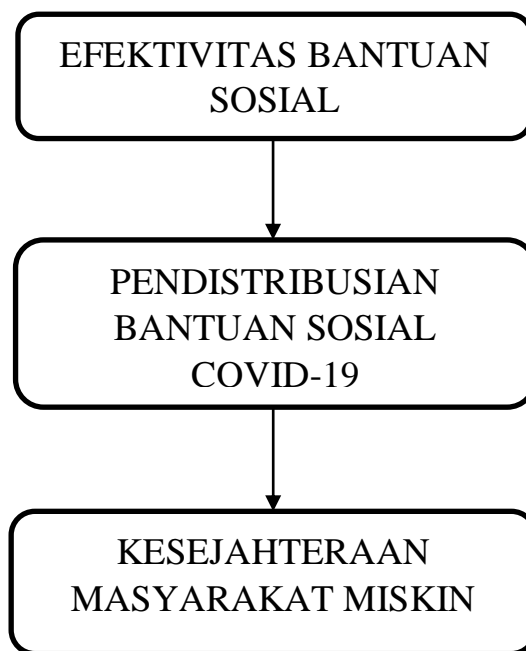 EFEKTIVITAS BANTUAN
SOSIAL
PENDISTRIBUSIAN
BANTUAN SOSIAL
COVID-19
KESEJAHTERAAN
MASYARAKAT MISKIN